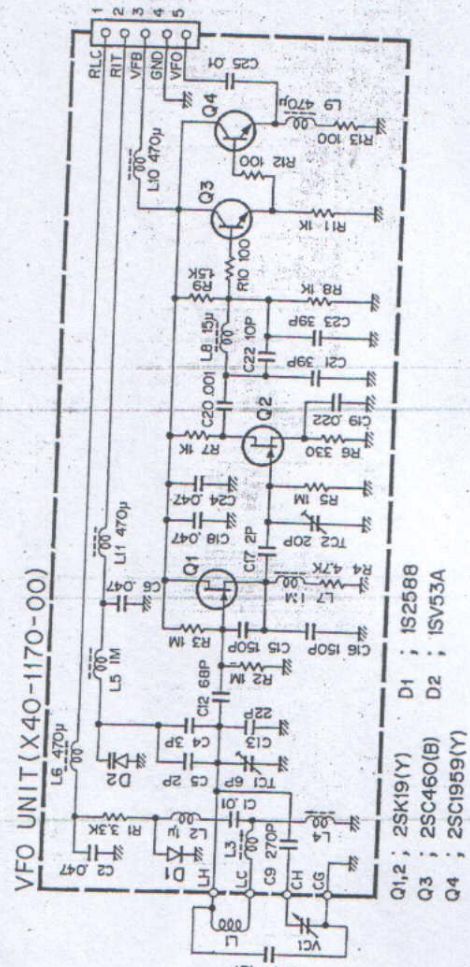 VFO UNIT(X40-1170-00)
RLC 1
RIT 2
VFB 3
GND 4
VFO 5
L6 470µ
L11 470µ
L10 470µ
C25 .01
L5 1M
C6 .047
Q4
L9 470µ
R13 100
R12 100
Q3
R11 1K
R10 100
R9 1.5K
R8 1K
L8 15µ
C22 10P
C23 39P
C21 39P
C20 .001
R7 1K
Q2
C19 .022
R6 330
C24 .047
C18 .047
R5 1M
TC2 20P
C17 2P
Q1
R4 4.7K
L7 1M
R3 1M
C15 150P
C16 150P
R2 1M
C12 68P
C13 22P
C4 3P
C5 2P
TC1 6P
D2
C2 .047
R1 3.3K
L2 1µ
D1
C1 .01
L3
L4
C9 270P
LH
LC
CH
CG
L1
VC1
Q1,2 ; 2SK19(Y)
Q3 ; 2SC460(B)
Q4 ; 2SC1959(Y)
D1 ; 1S2588
D2 ; 1SV53A